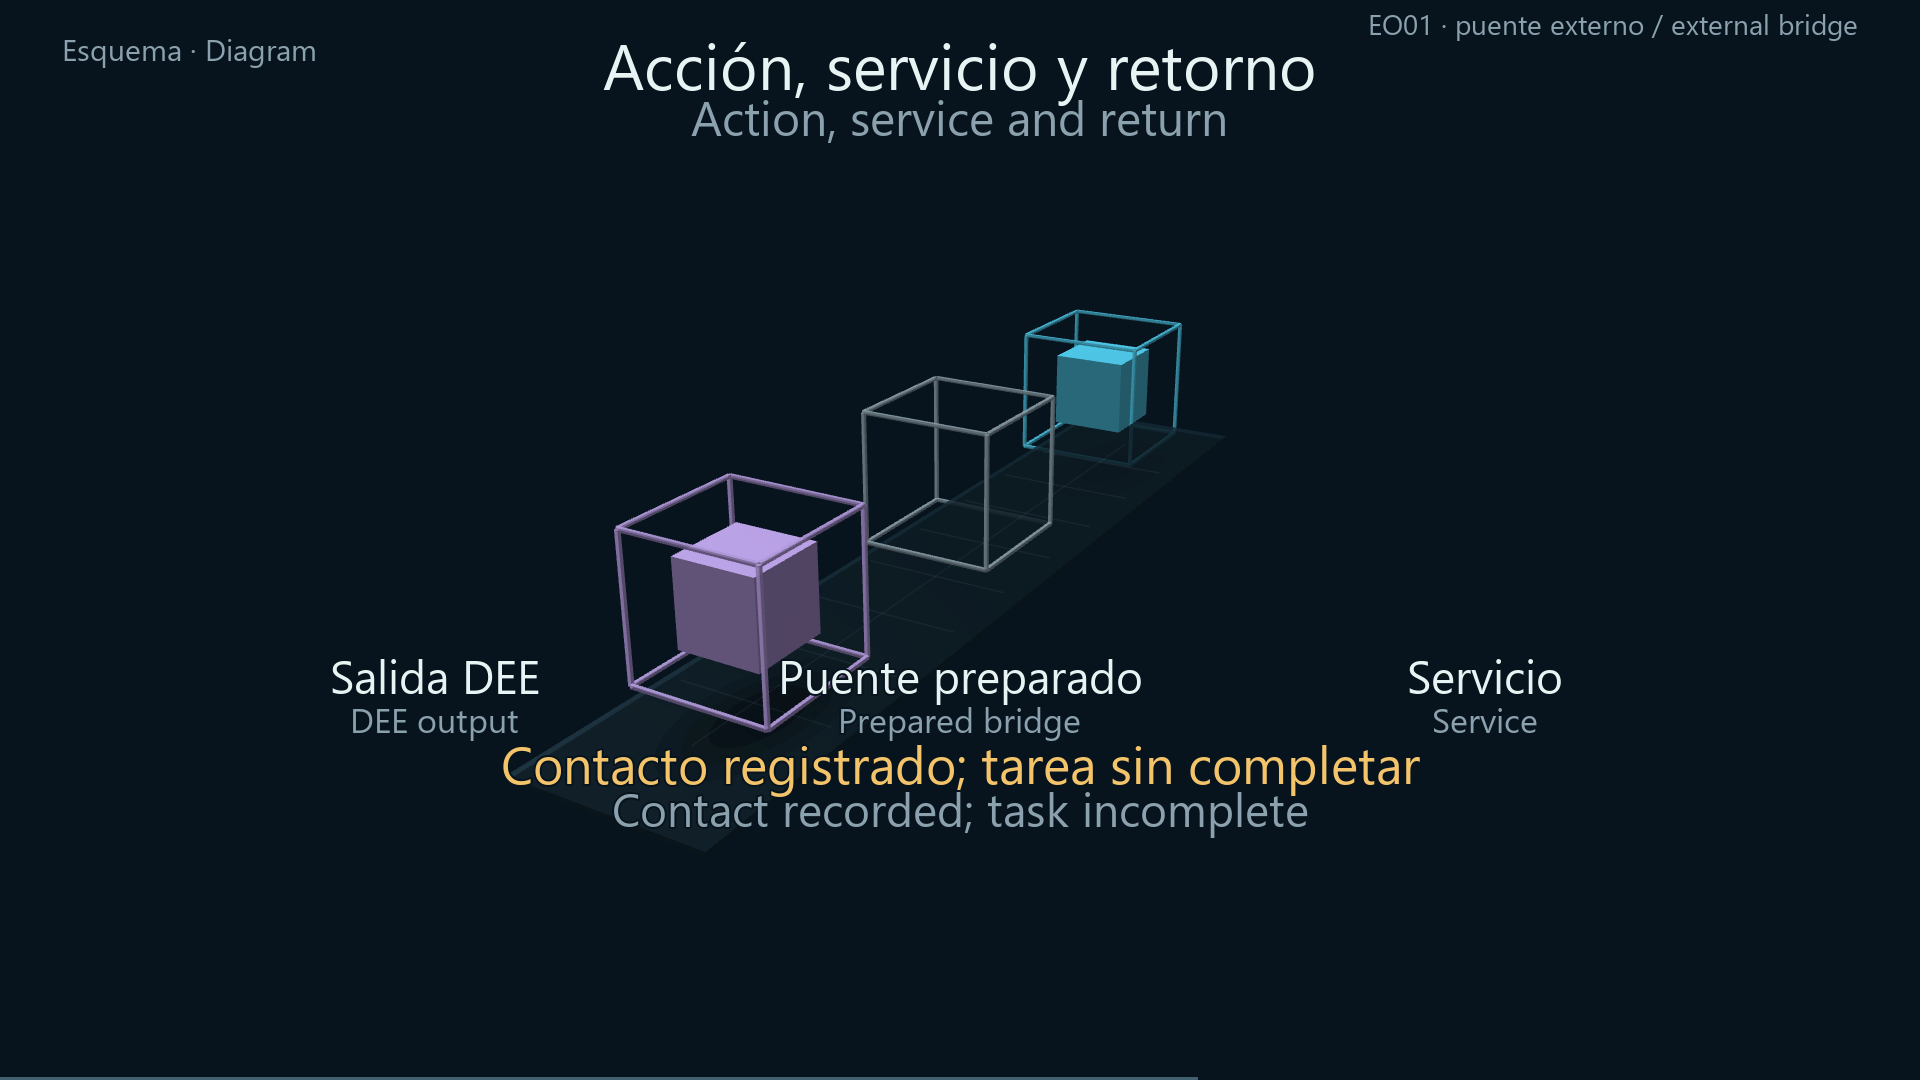 Esquema · Diagram
EO01 · puente externo / external bridge
Acción, servicio y retorno
Action, service and return
Salida DEE
DEE output
Puente preparado
Prepared bridge
Servicio
Service
Contacto registrado; tarea sin completar
Contact recorded; task incomplete